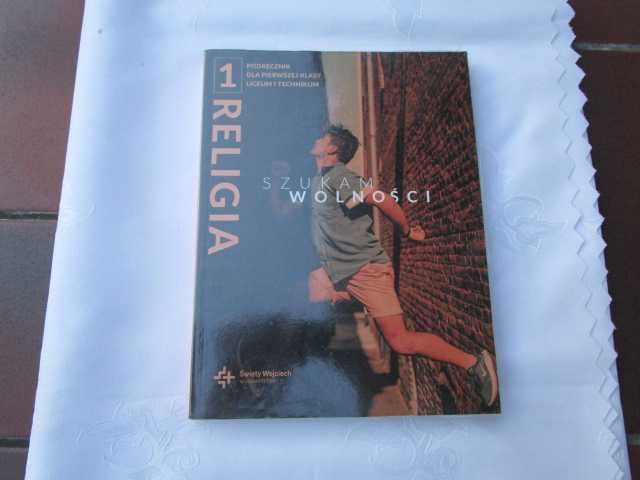 1
PODRĘCZNIK
DLA PIERWSZEJ KLASY
LICEUM I TECHNIKUM
RELIGIA
SZUKAM
WOLNOŚCI
Święty Wojciech